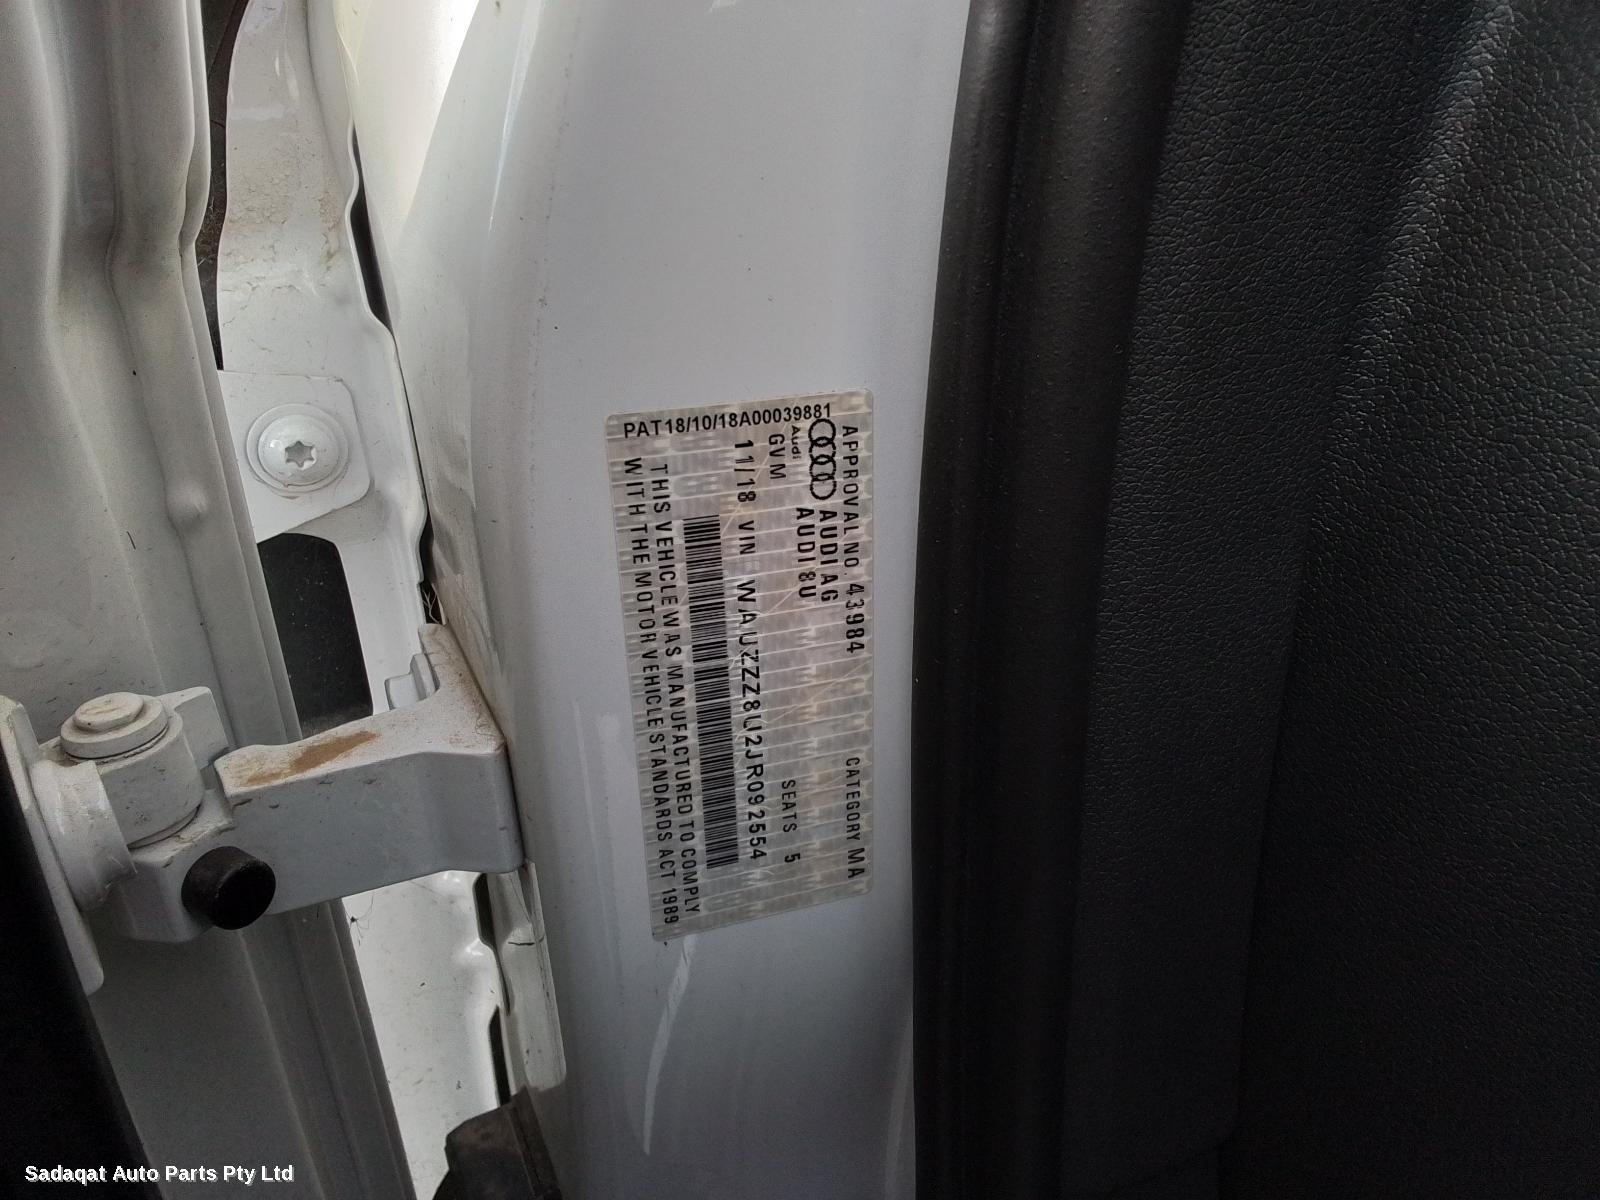 PAT18/10/18A00039881
APPROVAL NO. 43984 CATEGORY MA
Audi AUDI AG
AUDI 8U
GVM SEATS 5
11/18 VIN WAUZZZ8U2JR092554
THIS VEHICLE WAS MANUFACTURED TO COMPLY
WITH THE MOTOR VEHICLE STANDARDS ACT 1989
Sadaqat Auto Parts Pty Ltd